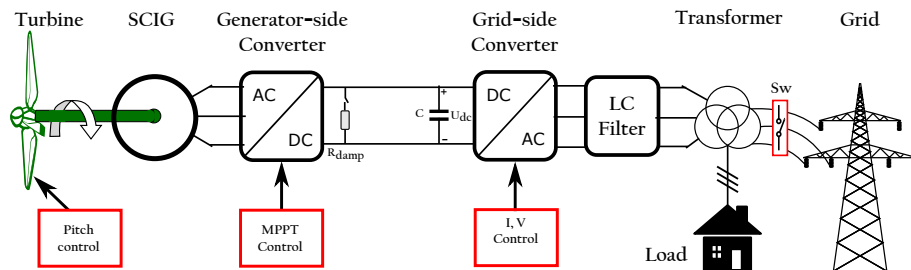 Turbine
SCIG
Generator-side
Converter
Grid-side
Converter
Transformer
Grid
AC
DC
Rdamp
C
Udc
+
−
DC
AC
LC
Filter
Sw
Pitch
control
MPPT
Control
I, V
Control
Load